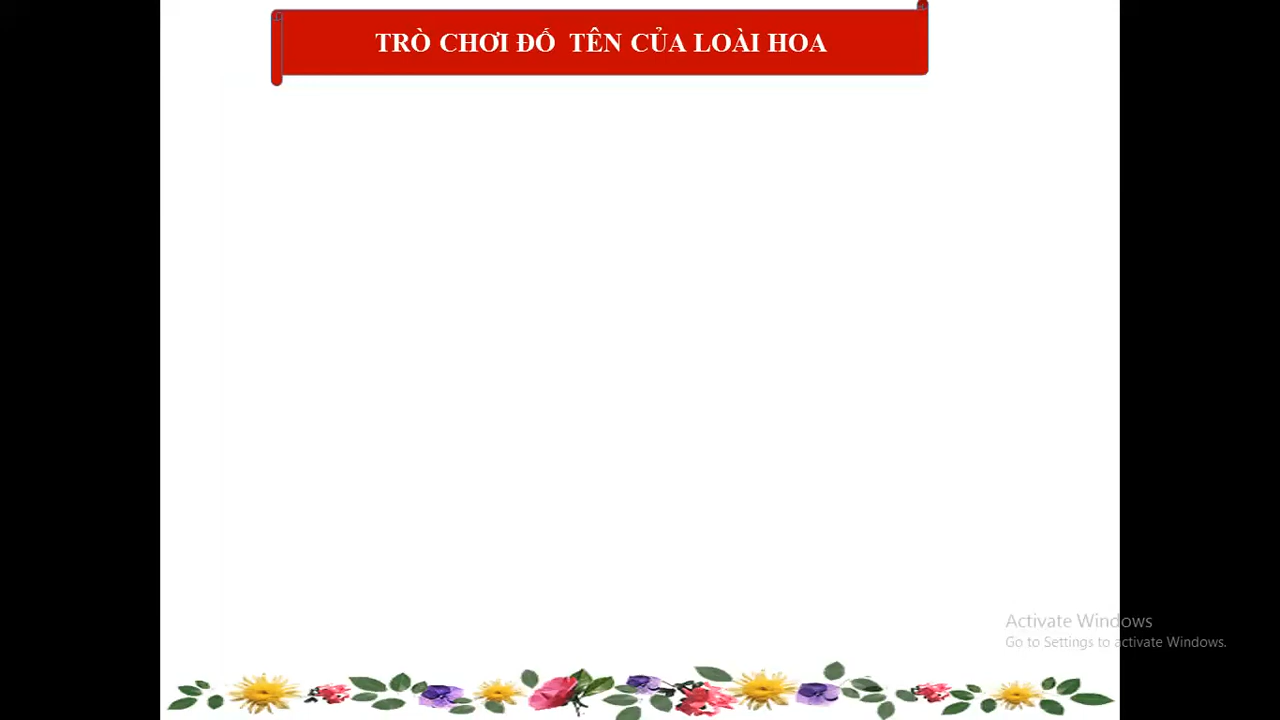 TRÒ CHƠI ĐỐ TÊN CỦA LOÀI HOA
Activate Windows
Go to Settings to activate Windows.